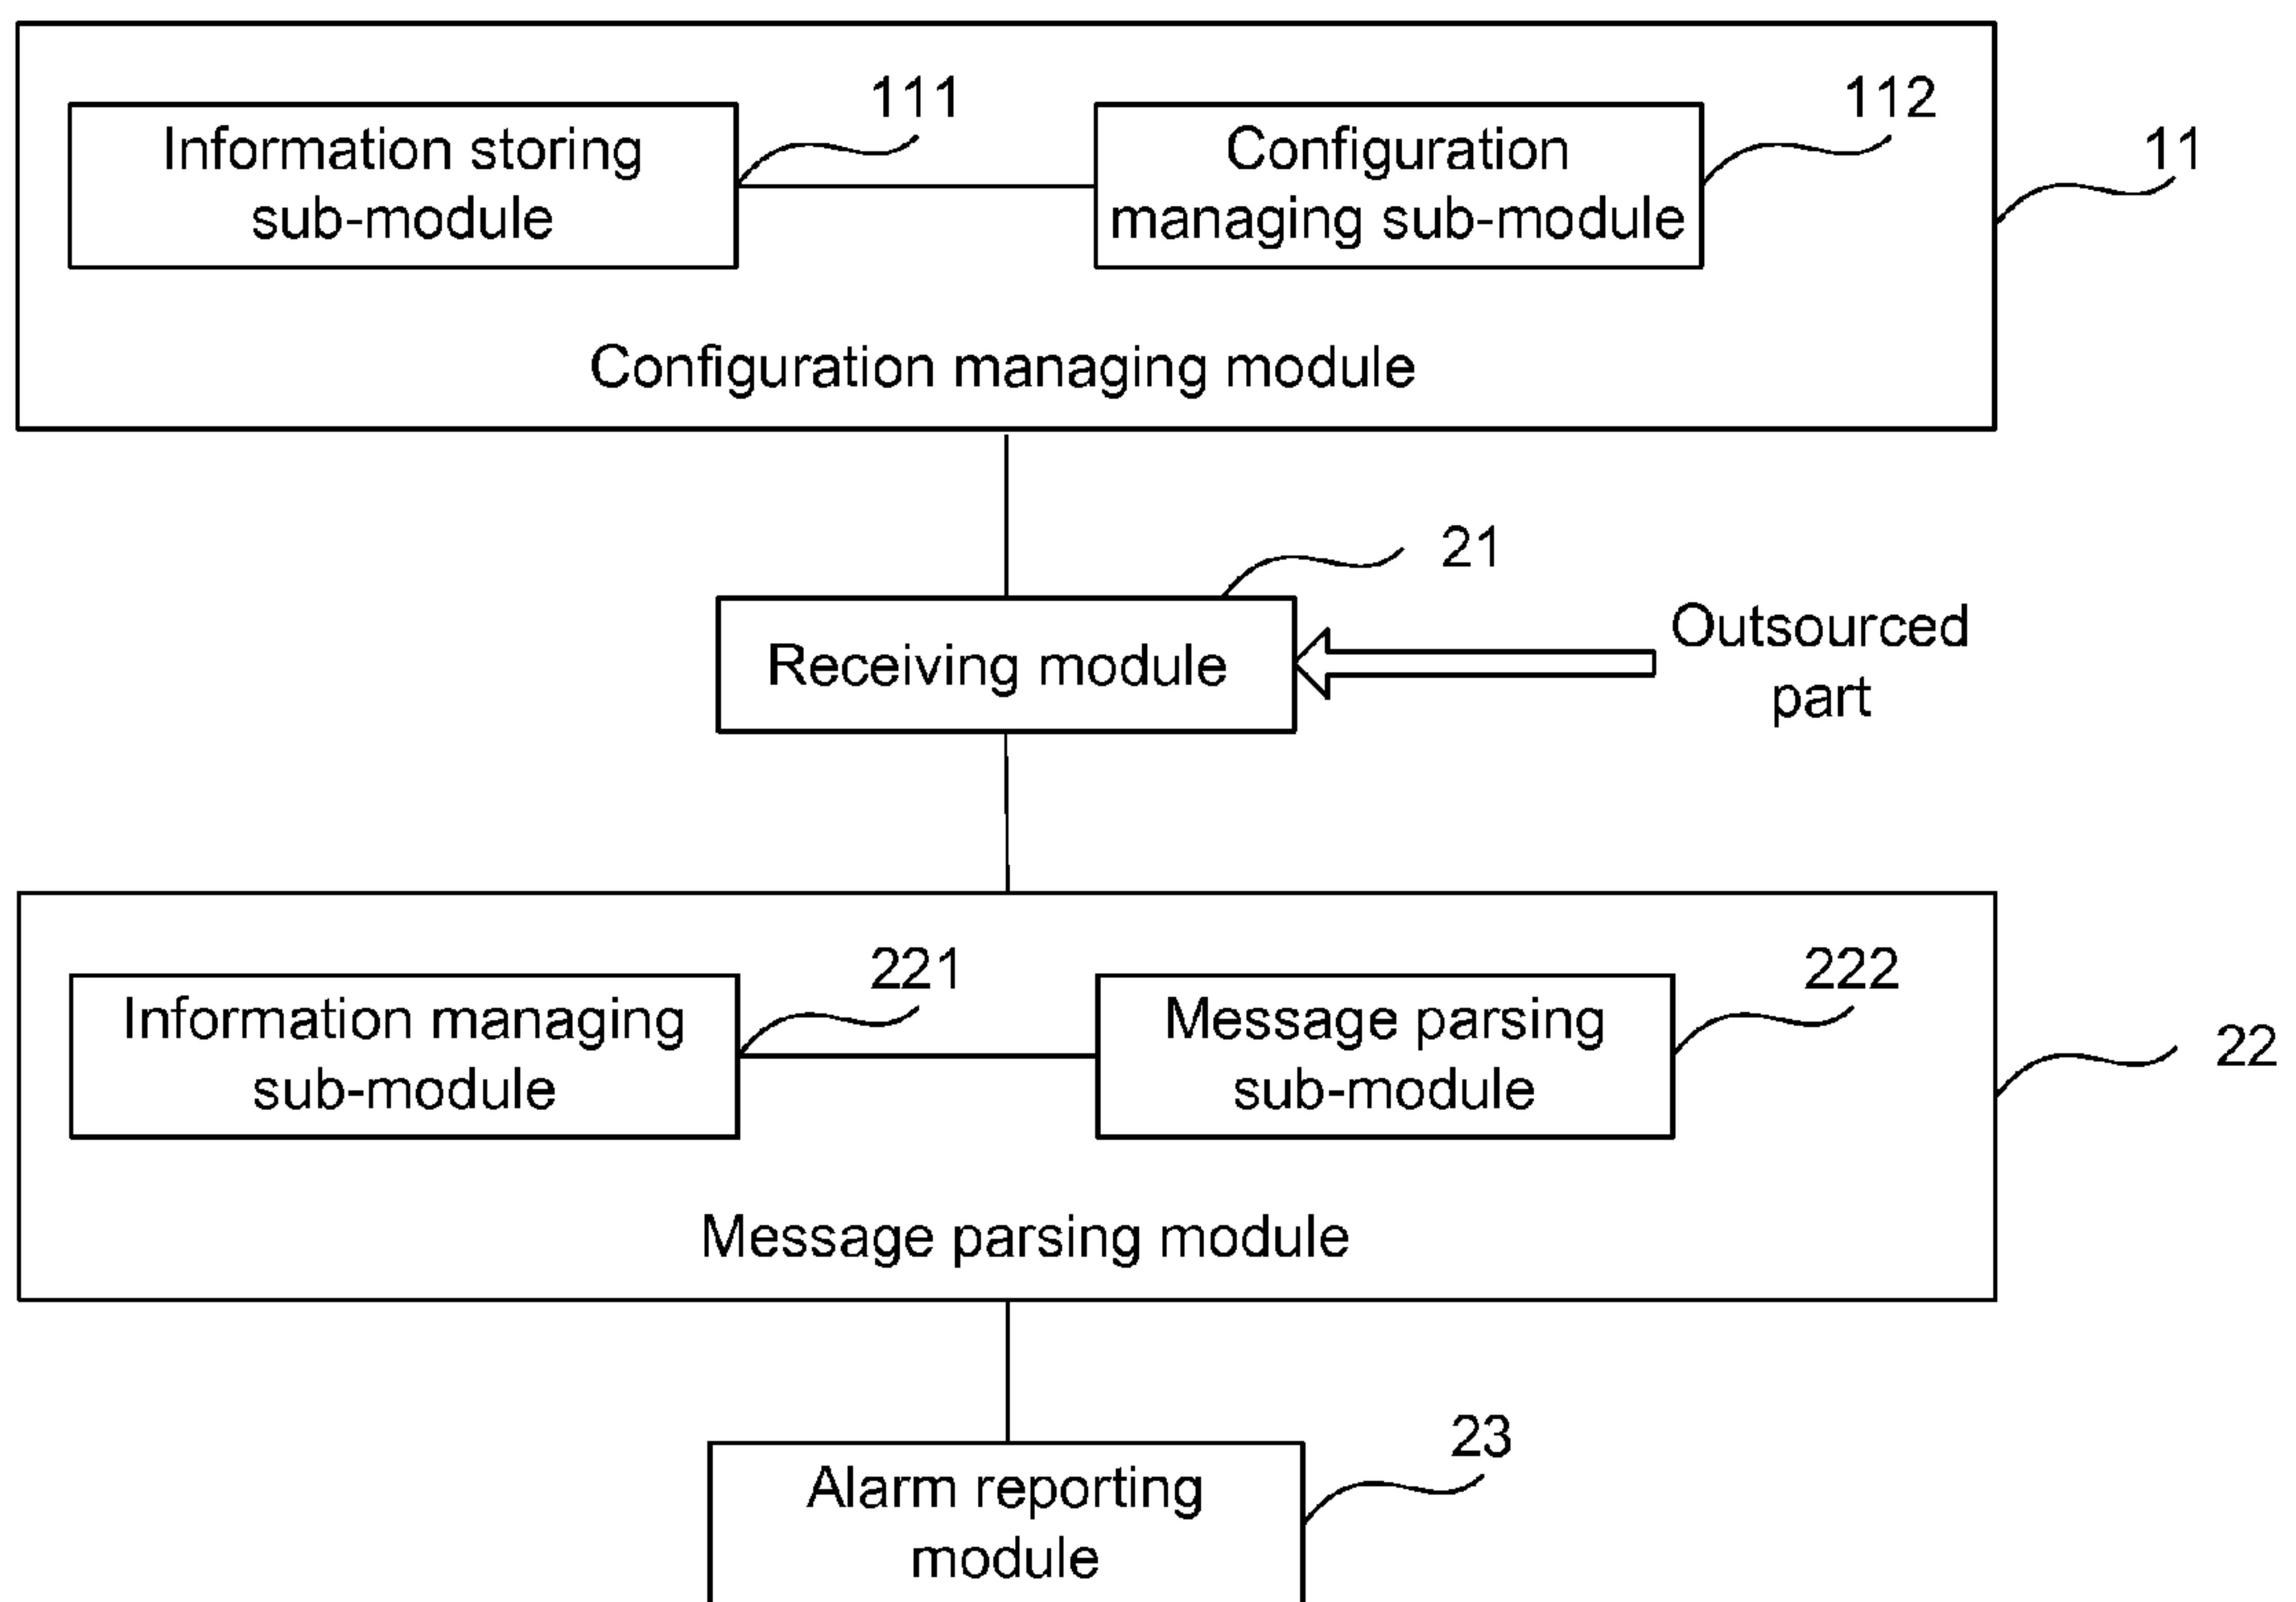 111
112
11
Information storing
sub-module
Configuration
managing sub-module
Configuration managing module
21
Receiving module
Outsourced
part
221
222
22
Information managing
sub-module
Message parsing
sub-module
Message parsing module
23
Alarm reporting
module